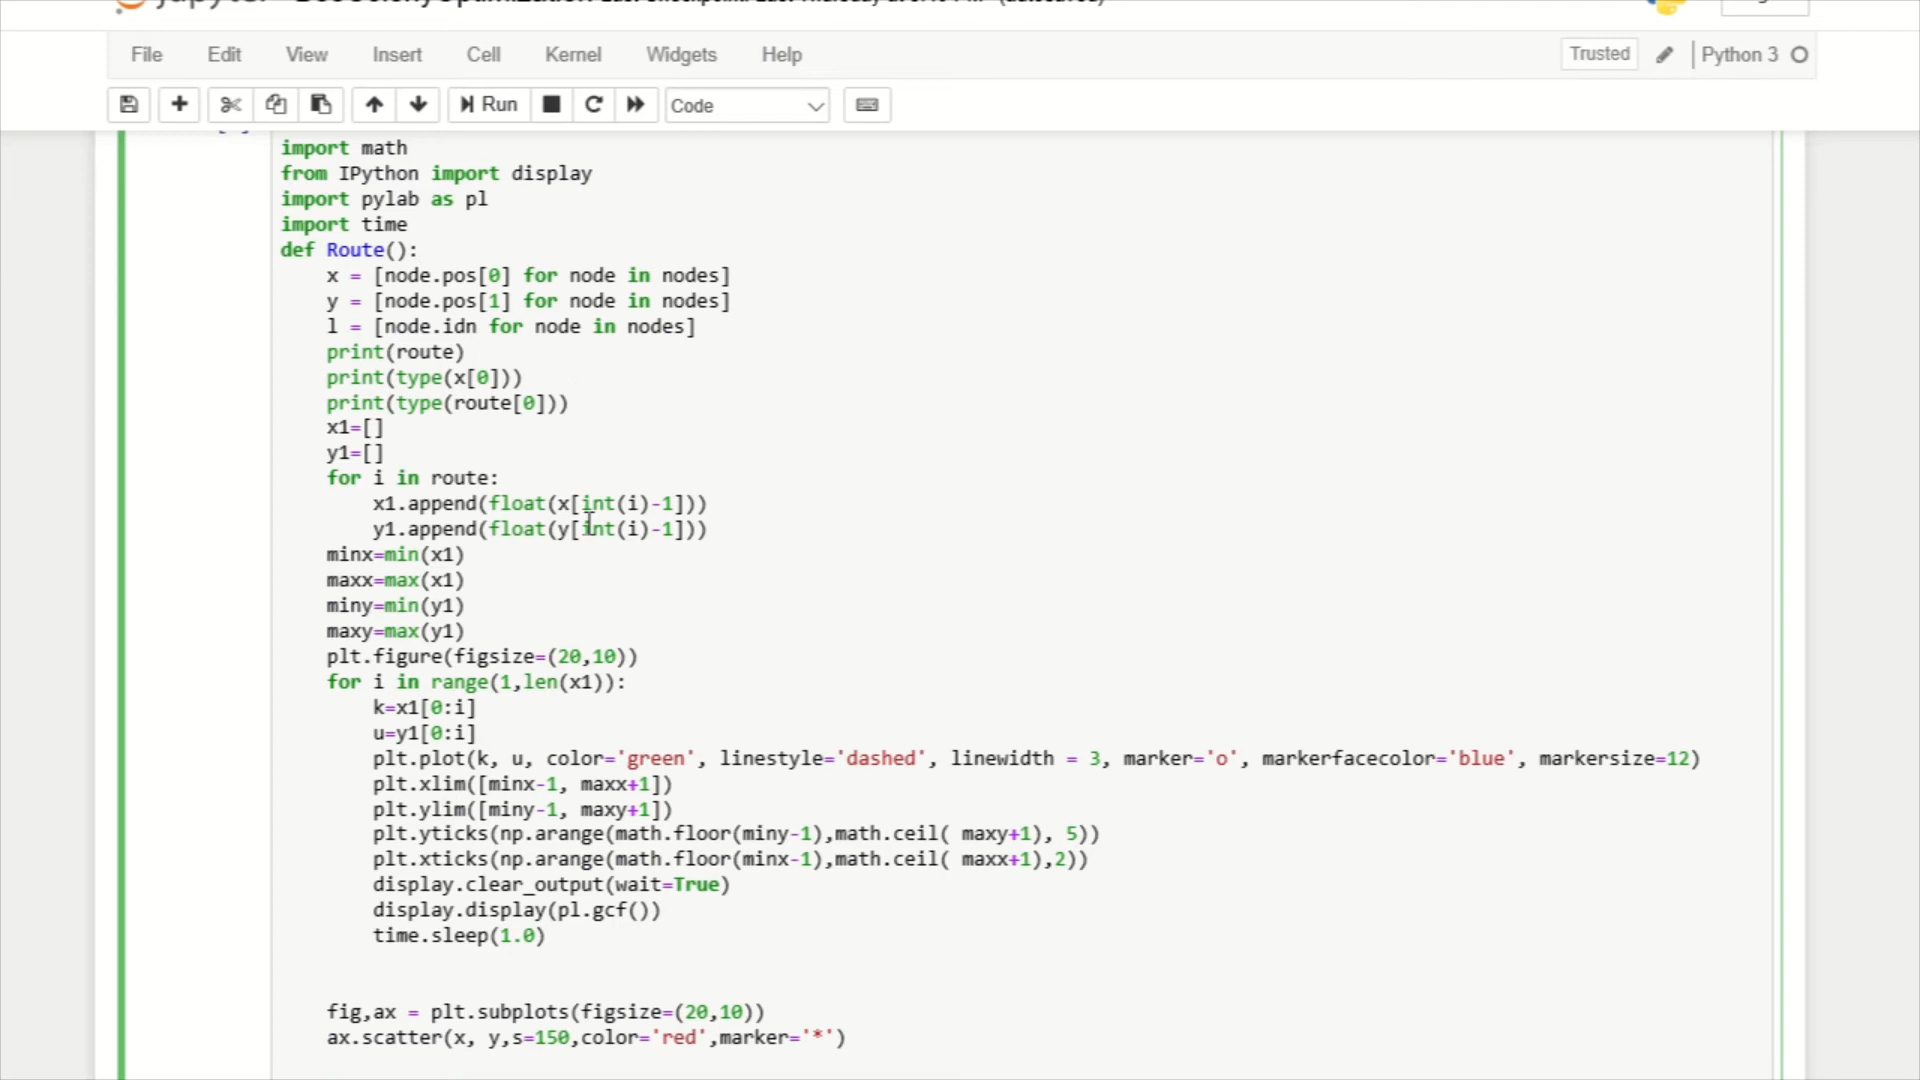 File Edit View Insert Cell Kernel Widgets Help Trusted Python 3
Run Code
import math
from IPython import display
import pylab as pl
import time
def Route():
    x = [node.pos[0] for node in nodes]
    y = [node.pos[1] for node in nodes]
    l = [node.idn for node in nodes]
    print(route)
    print(type(x[0]))
    print(type(route[0]))
    x1=[]
    y1=[]
    for i in route:
        x1.append(float(x[int(i)-1]))
        y1.append(float(y[int(i)-1]))
    minx=min(x1)
    maxx=max(x1)
    miny=min(y1)
    maxy=max(y1)
    plt.figure(figsize=(20,10))
    for i in range(1,len(x1)):
        k=x1[0:i]
        u=y1[0:i]
        plt.plot(k, u, color='green', linestyle='dashed', linewidth = 3, marker='o', markerfacecolor='blue', markersize=12)
        plt.xlim([minx-1, maxx+1])
        plt.ylim([miny-1, maxy+1])
        plt.yticks(np.arange(math.floor(miny-1),math.ceil( maxy+1), 5))
        plt.xticks(np.arange(math.floor(minx-1),math.ceil( maxx+1),2))
        display.clear_output(wait=True)
        display.display(pl.gcf())
        time.sleep(1.0)
    fig,ax = plt.subplots(figsize=(20,10))
    ax.scatter(x, y,s=150,color='red',marker='*')